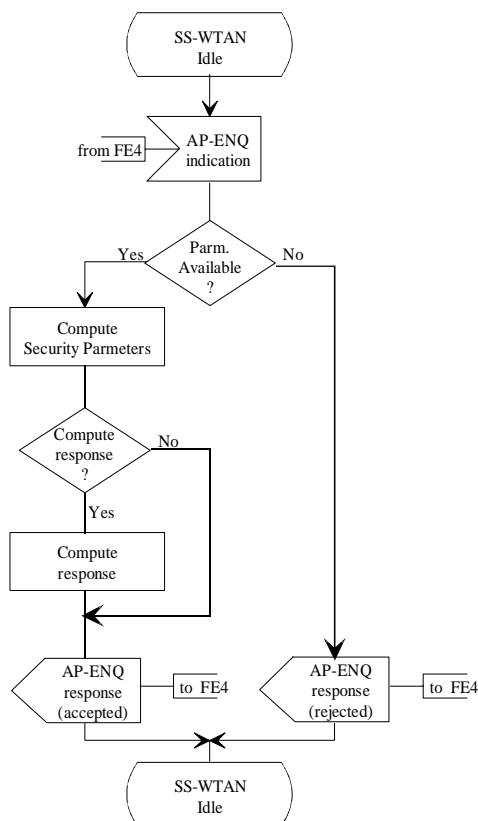 SS-WTAN
Idle
from FE4
AP-ENQ
indication
Yes
Parm.
Available
?
No
Compute
Security Parmeters
Compute
response
?
No
Yes
Compute
response
AP-ENQ
response
(accepted)
to FE4
AP-ENQ
response
(rejected)
to FE4
SS-WTAN
Idle